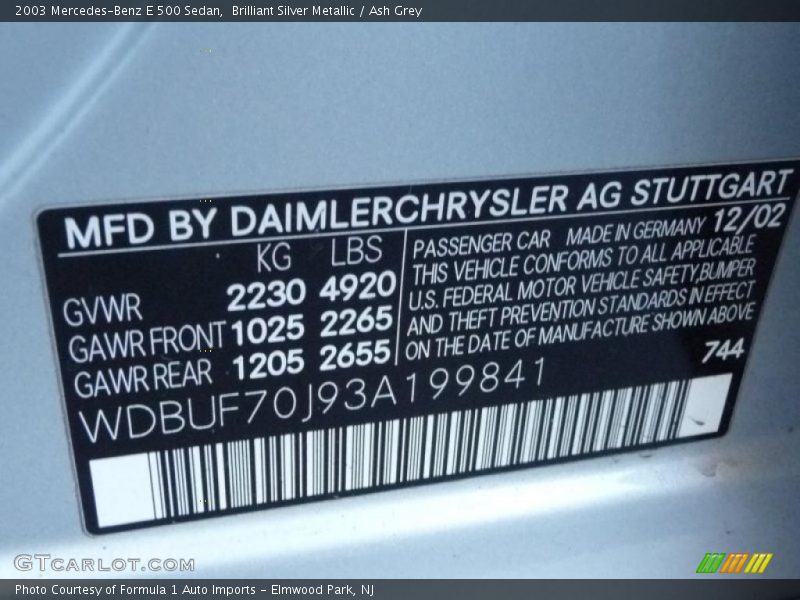 2003 Mercedes-Benz E 500 Sedan,  Brilliant Silver Metallic / Ash Grey
MFD BY DAIMLERCHRYSLER AG STUTTGART
KG LBS
GVWR 2230 4920
GAWR FRONT 1025 2265
GAWR REAR 1205 2655
PASSENGER CAR MADE IN GERMANY 12/02
THIS VEHICLE CONFORMS TO ALL APPLICABLE
U.S. FEDERAL MOTOR VEHICLE SAFETY,BUMPER
AND THEFT PREVENTION STANDARDS IN EFFECT
ON THE DATE OF MANUFACTURE SHOWN ABOVE
744
WDBUF70J93A199841
GTCARLOT.COM
Photo Courtesy of Formula 1 Auto Imports - Elmwood Park, NJ